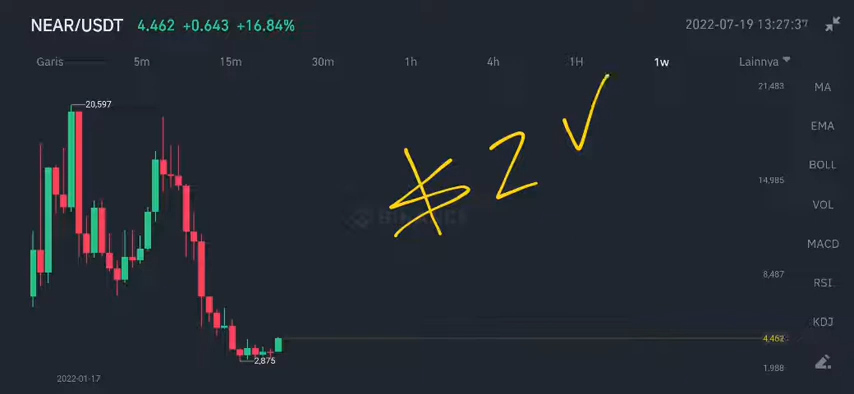 NEAR/USDT 4.462 +0.643 +16.84% 2022-07-19 13:27:37
Garis 5m 15m 30m 1h 4h 1H 1w Lainnya
21,483
MA
20,597
EMA
$ 2 ✓
BOLL
14,985
VOL
BINANCE
MACD
8,487
RSI
KDJ
4,462
2,875
1,988
2022-01-17